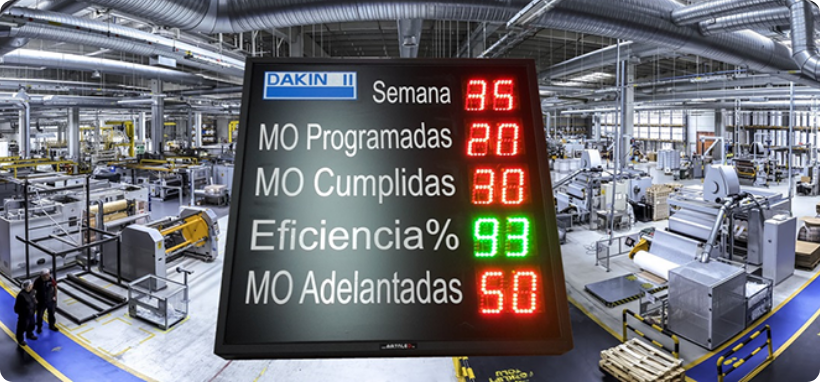 DAKIN II
Semana 35
MO Programadas 20
MO Cumplidas 30
Eficiencia% 93
MO Adelantadas 50